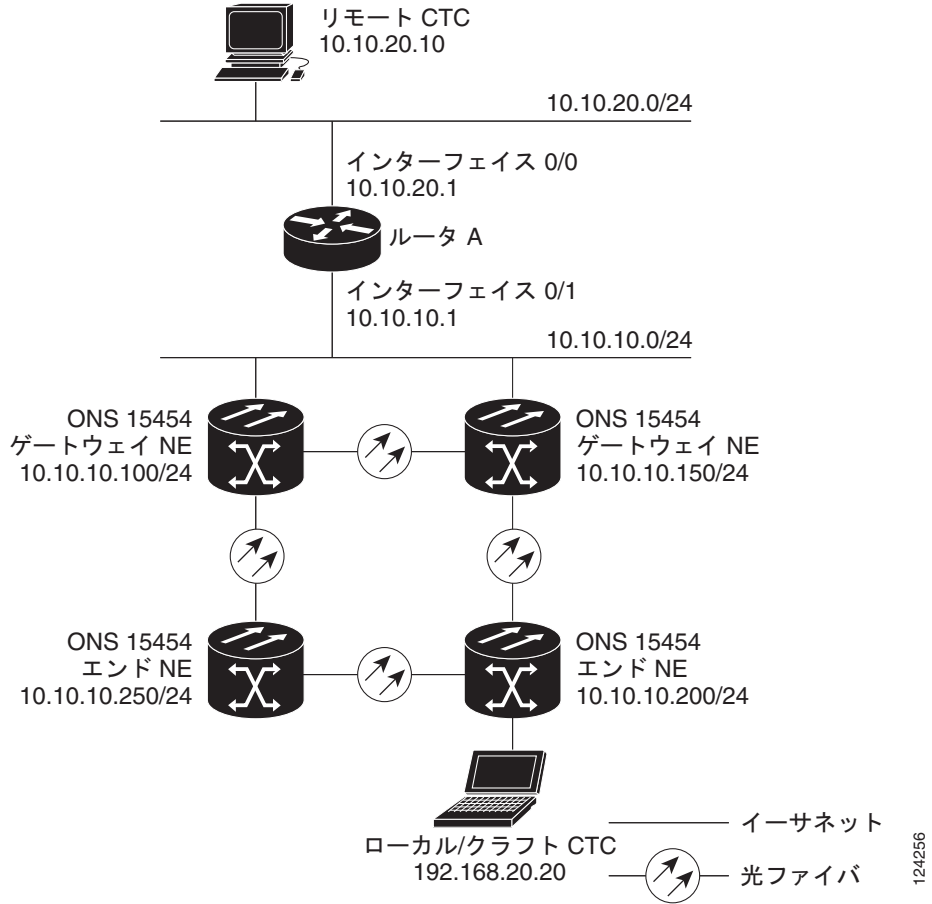 リモート CTC
10.10.20.10
10.10.20.0/24
インターフェイス 0/0
10.10.20.1
ルータ A
インターフェイス 0/1
10.10.10.1
10.10.10.0/24
ONS 15454
ゲートウェイ NE
10.10.10.100/24
ONS 15454
ゲートウェイ NE
10.10.10.150/24
ONS 15454
エンド NE
10.10.10.250/24
ONS 15454
エンド NE
10.10.10.200/24
ローカル/クラフト CTC
192.168.20.20
イーサネット
光ファイバ
124256